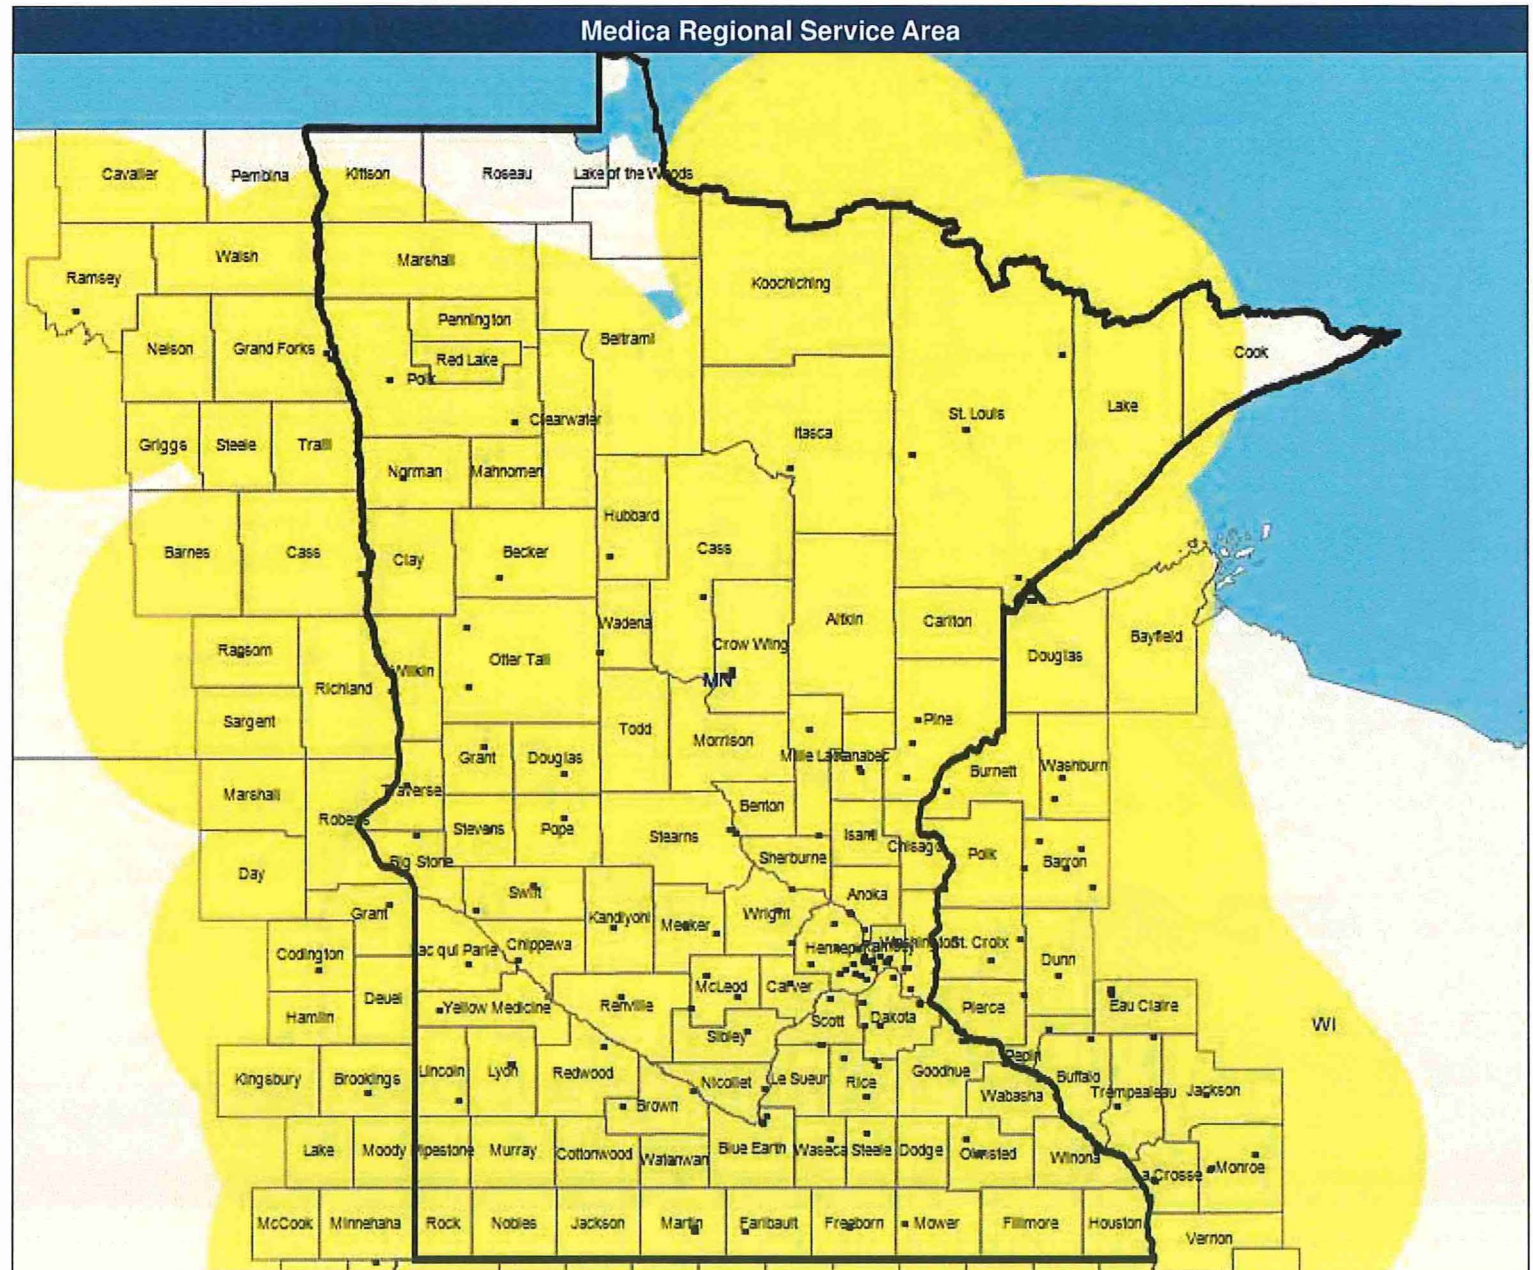 Medica Regional Service Area
Cavalier
Pembina
Kittson
Roseau
Lake of the Woods
Ramsey
Walsh
Marshall
Koochiching
Nelson
Grand Forks
Pennington
Red Lake
Polk
Beltrami
Clearwater
Cook
Lake
St. Louis
Itasca
Griggs
Steele
Traill
Norman
Mahnomen
Hubbard
Barnes
Cass
Clay
Becker
Cass
Wadena
Crow Wing
Aitkin
Carlton
Douglas
Bayfield
Ransom
Richland
Wilkin
Otter Tail
MN
Sargent
Todd
Morrison
Mille Lacs
Kanabec
Pine
Burnett
Washburn
Grant
Douglas
Marshall
Roberts
Traverse
Stevens
Pope
Stearns
Benton
Sherburne
Isanti
Chisago
Polk
Barron
Day
Big Stone
Swift
Kandiyohi
Meeker
Wright
Anoka
Grant
Codington
Lac qui Parle
Chippewa
Hennepin
Ramsey
Washington
St. Croix
Dunn
Deuel
Hamlin
Yellow Medicine
Renville
McLeod
Carver
Scott
Dakota
Pierce
Eau Claire
WI
Sibley
Kingsbury
Brookings
Lincoln
Lyon
Redwood
Nicollet
Le Sueur
Rice
Goodhue
Pepin
Buffalo
Wabasha
Trempealeau
Jackson
Brown
Lake
Moody
Pipestone
Murray
Cottonwood
Watonwan
Blue Earth
Waseca
Steele
Dodge
Olmsted
Winona
La Crosse
Monroe
McCook
Minnehaha
Rock
Nobles
Jackson
Martin
Faribault
Freeborn
Mower
Fillmore
Houston
Vernon